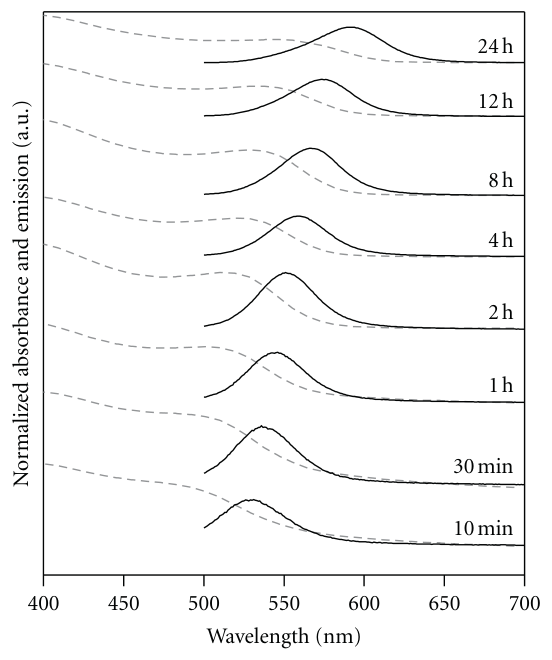 Normalized absorbance and emission (a.u.)
24 h
12 h
8 h
4 h
2 h
1 h
30 min
10 min
400 450 500 550 600 650 700
Wavelength (nm)